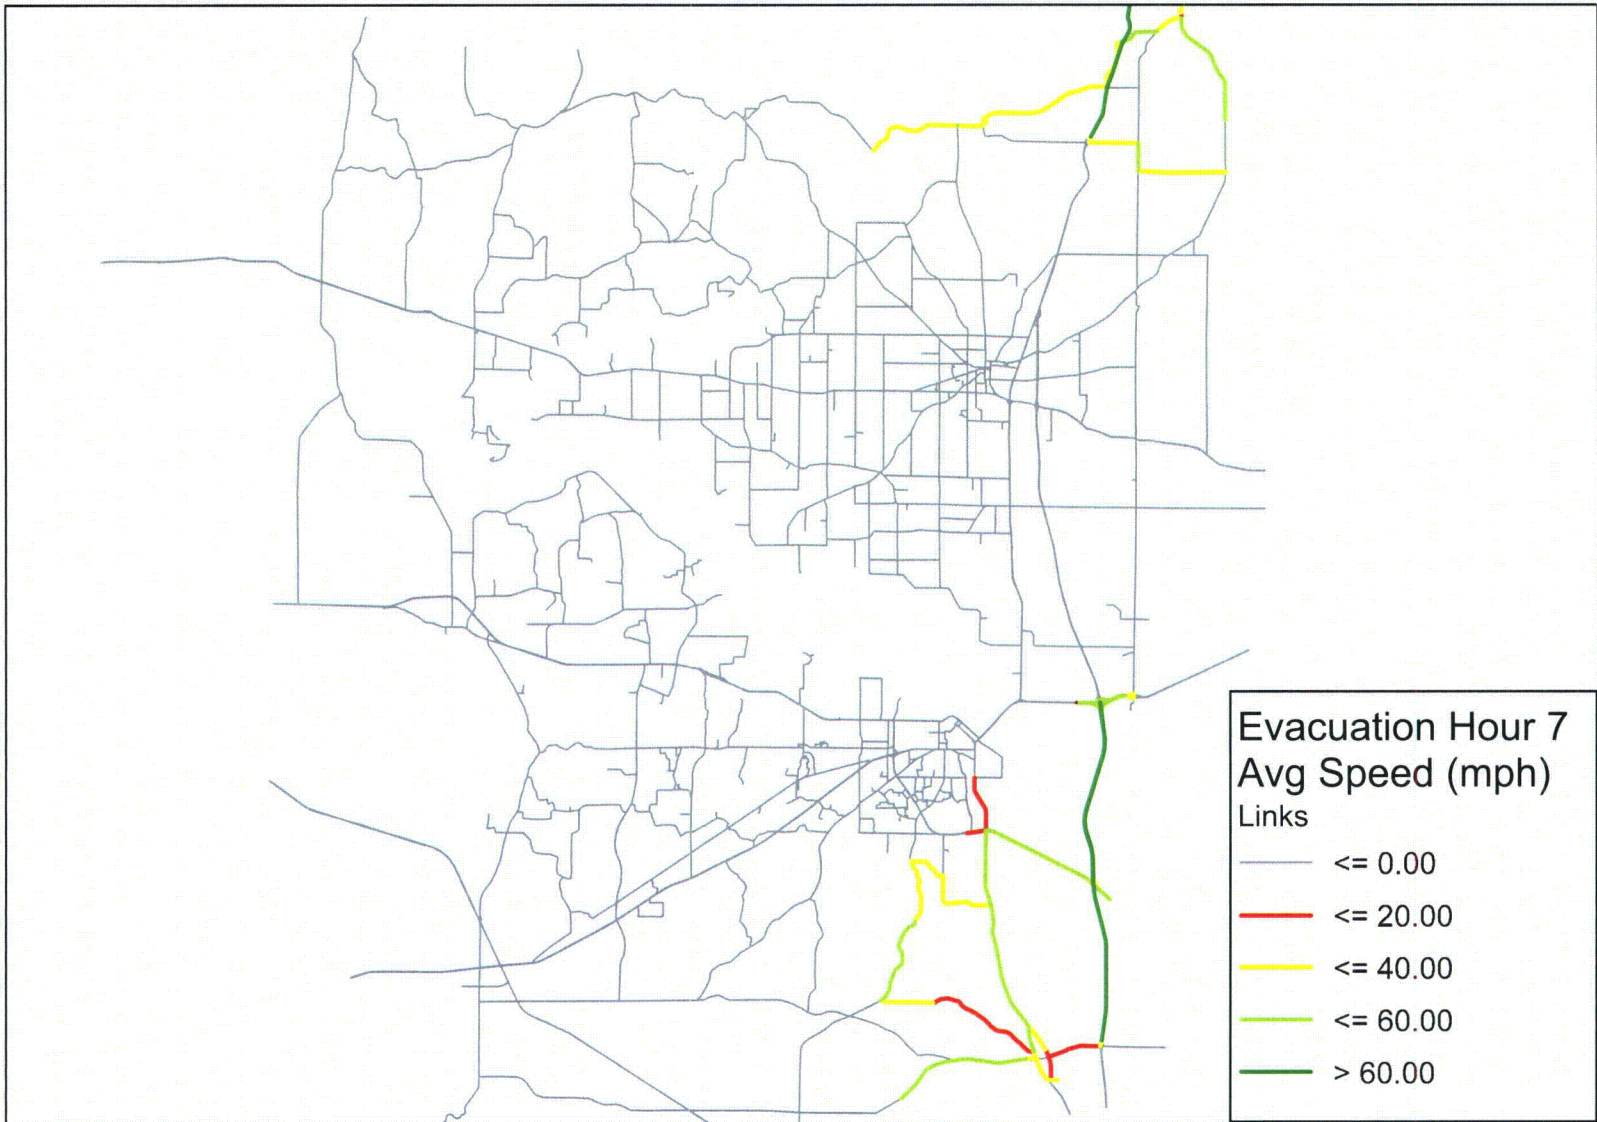 Evacuation Hour 7
Avg Speed (mph)
Links
<= 0.00
<= 20.00
<= 40.00
<= 60.00
> 60.00